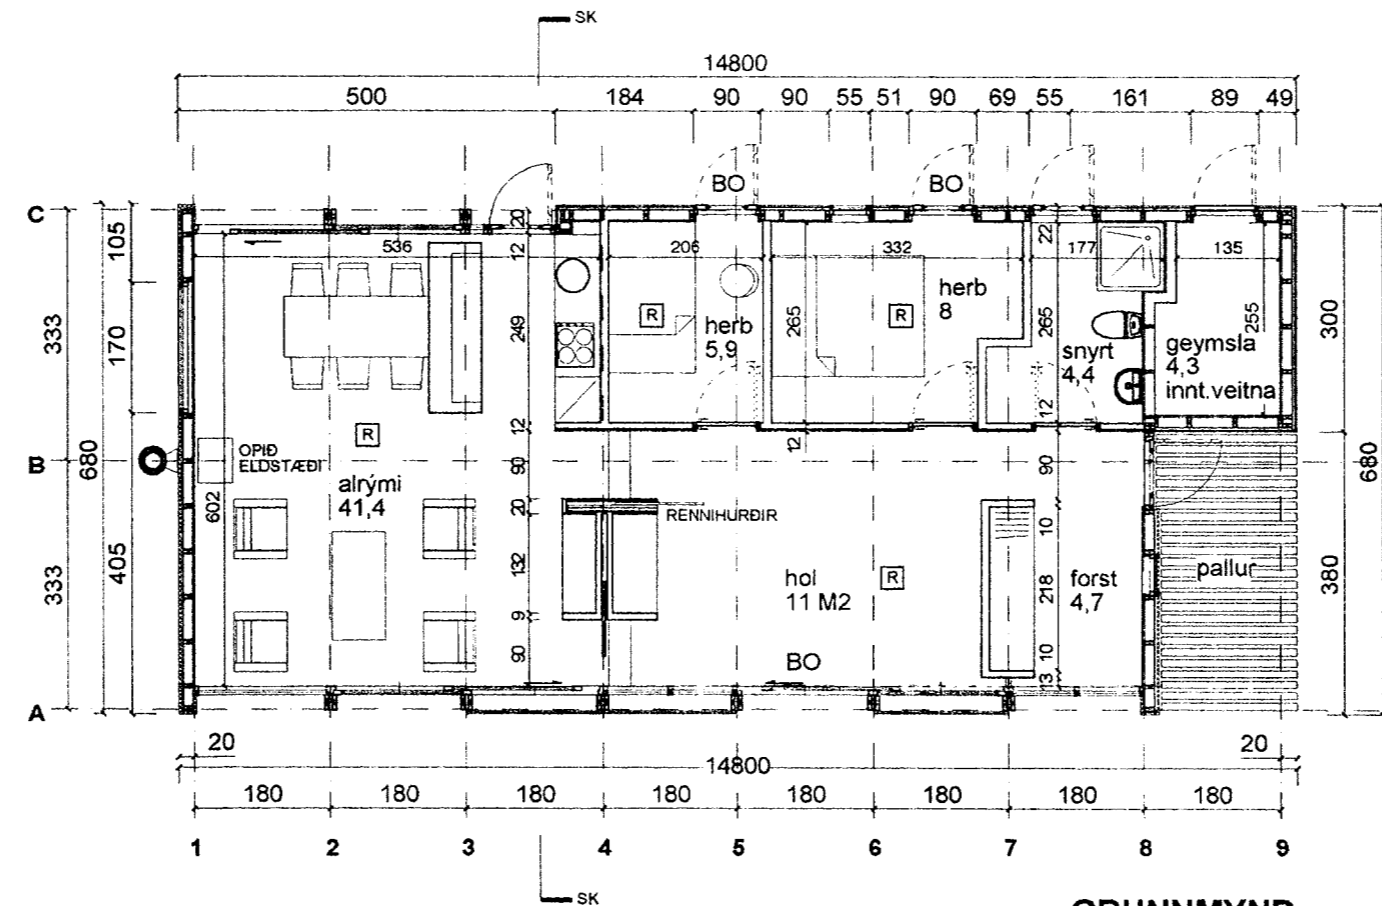 SK
14800
500 184 90 90 55 51 90 69 55 161 89 49
BO BO
C
20
22
536 12 206 332 177 135
105
333
170
680
249
265
265
255
300
R
herb
5,9
R
herb
8
snyrt
4,4
geymsla
4,3
innt.veitna
12 12 12
B
R
OPIÐ
ELDSTÆÐI
alrými
41,4
602
90
20
RENNIHURÐIR
90
10
680
405
333
132
9
90
hol
11 M2
R
BO
218
10
13
forst
4,7
pallur
380
A
20 14800 20
180 180 180 180 180 180 180 180
1 2 3 4 5 6 7 8 9
SK